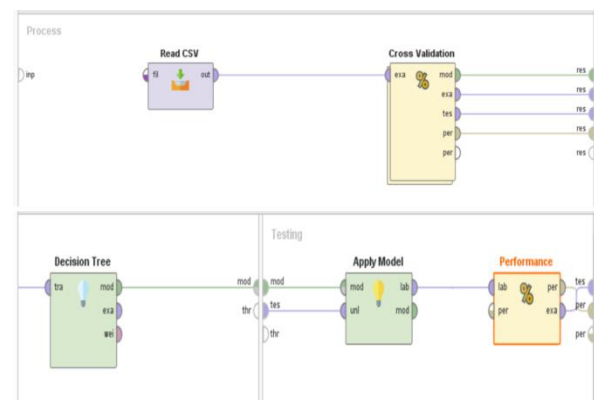 Process
Read CSV
Cross Validation
inp
fil
out
exa
mod
exa
tes
per
per
res
res
res
res
res
Decision Tree
tra
mod
exa
wei
mod
thr
Testing
mod
tes
thr
Apply Model
mod
unl
lab
mod
Performance
lab
per
per
exa
tes
per
per